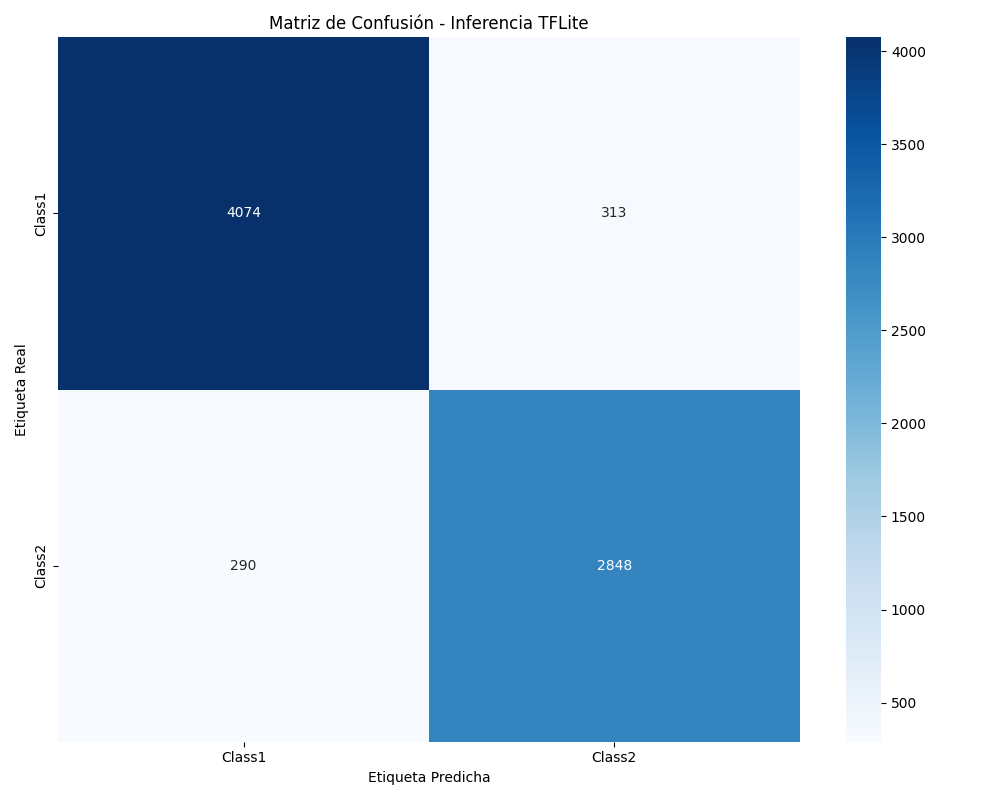 Matriz de Confusión - Inferencia TFLite
Etiqueta Real
Class1
Class2
4074
313
290
2848
Class1
Class2
Etiqueta Predicha
4000
3500
3000
2500
2000
1500
1000
500